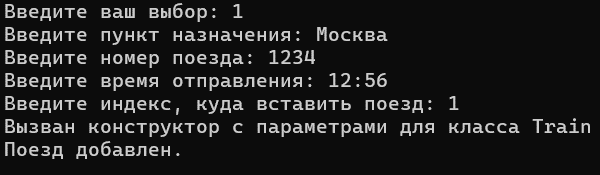 Введите ваш выбор: 1
Введите пункт назначения: Москва
Введите номер поезда: 1234
Введите время отправления: 12:56
Введите индекс, куда вставить поезд: 1
Вызван конструктор с параметрами для класса Train
Поезд добавлен.